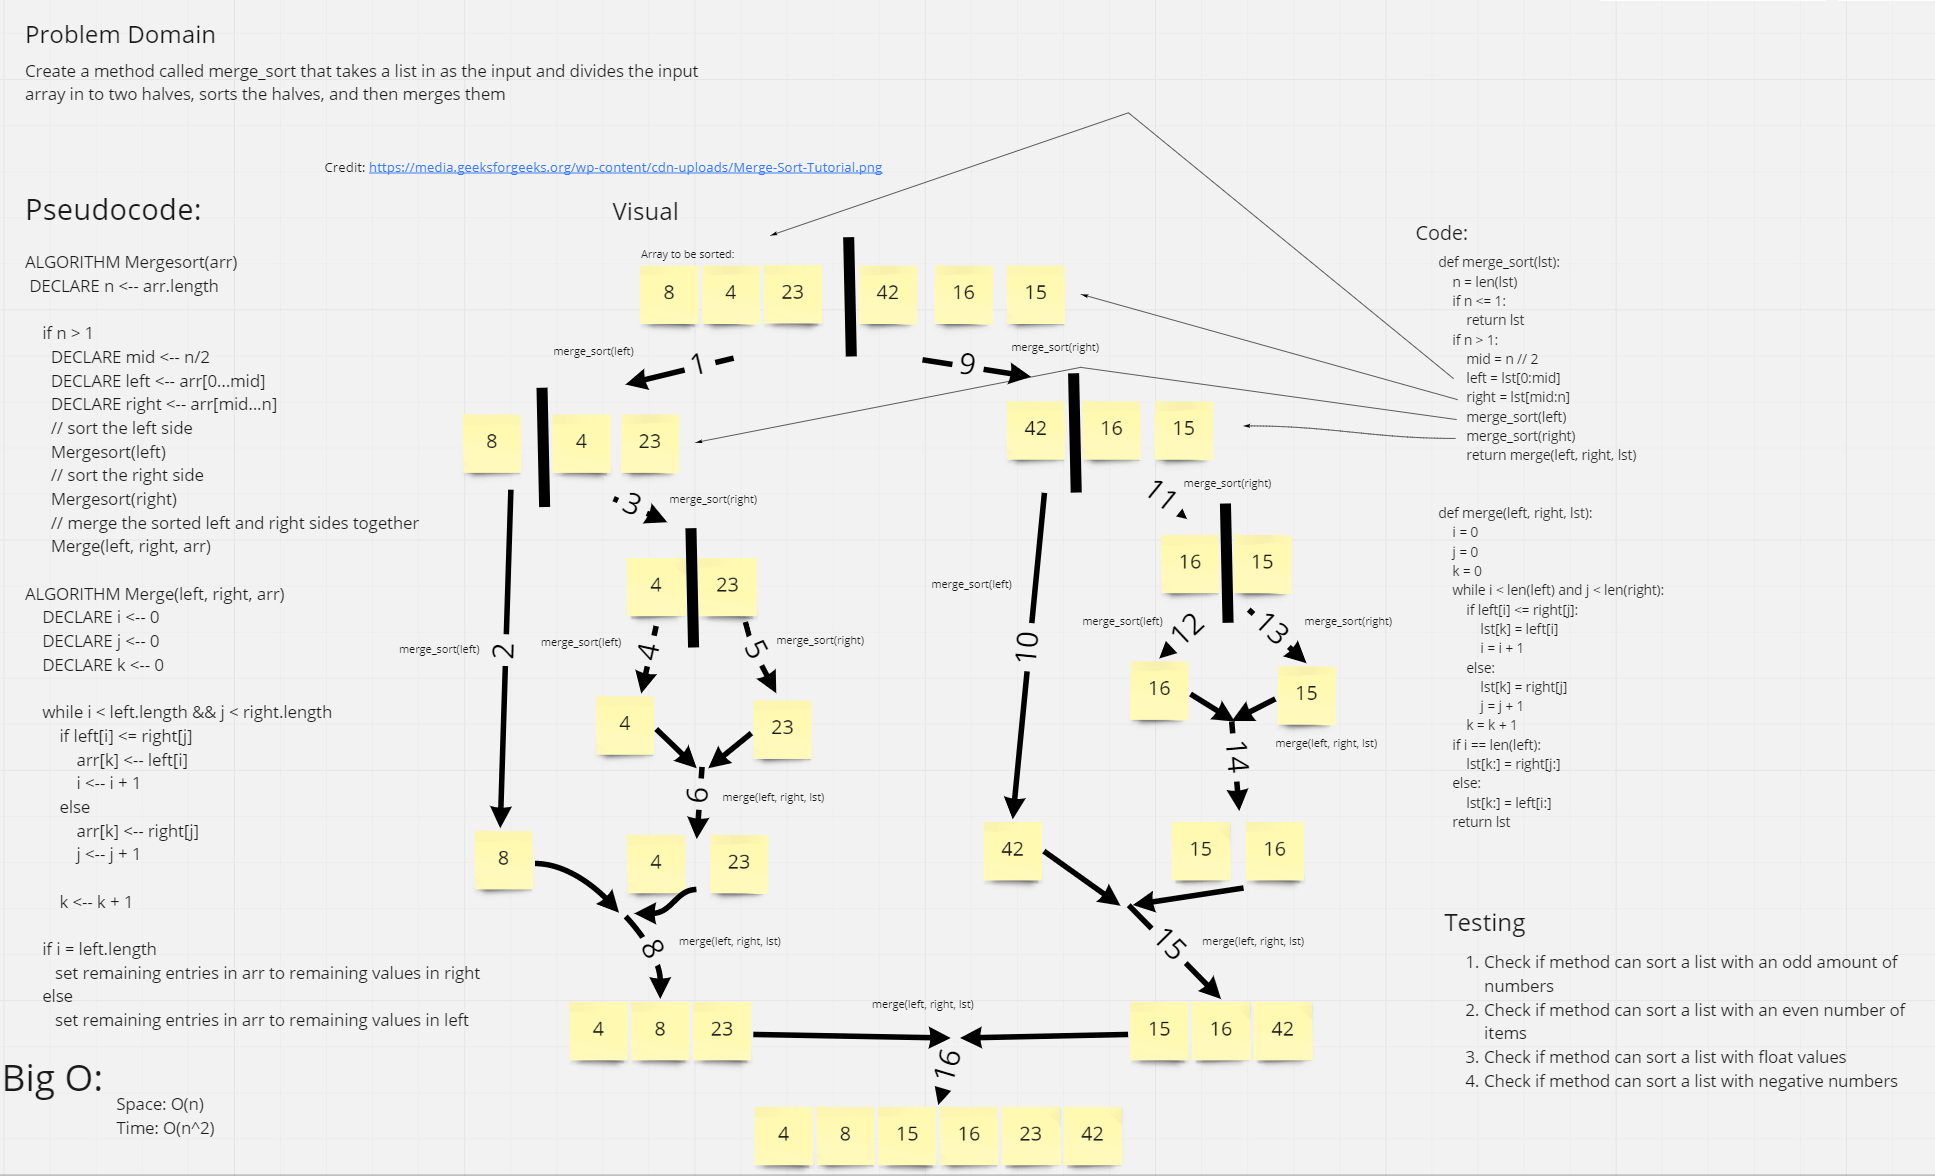 Problem Domain
Create a method called merge_sort that takes a list in as the input and divides the input
array in to two halves, sorts the halves, and then merges them
Credit: https://media.geeksforgeeks.org/wp-content/cdn-uploads/Merge-Sort-Tutorial.png
Pseudocode:
ALGORITHM Mergesort(arr)
DECLARE n <-- arr.length
if n > 1
DECLARE mid <-- n/2
DECLARE left <-- arr[0...mid]
DECLARE right <-- arr[mid...n]
// sort the left side
Mergesort(left)
// sort the right side
Mergesort(right)
// merge the sorted left and right sides together
Merge(left, right, arr)
ALGORITHM Merge(left, right, arr)
DECLARE i <-- 0
DECLARE j <-- 0
DECLARE k <-- 0
while i < left.length && j < right.length
if left[i] <= right[j]
arr[k] <-- left[i]
i <-- i + 1
else
arr[k] <-- right[j]
j <-- j + 1
k <-- k + 1
if i = left.length
set remaining entries in arr to remaining values in right
else
set remaining entries in arr to remaining values in left
Big O:
Space: O(n)
Time: O(n^2)
Visual
Array to be sorted:
8 4 23 42 16 15
merge_sort(left) 1 9 merge_sort(right)
8 4 23 42 16 15
3 merge_sort(right) 11 merge_sort(right)
4 23 16 15
merge_sort(left)
merge_sort(left) 2 merge_sort(left) 4 5 merge_sort(right) 10 merge_sort(left) 12 13 merge_sort(right)
4 23 16 15
6 merge(left, right, lst) 14 merge(left, right, lst)
8 4 23 42 15 16
8 merge(left, right, lst) 15 merge(left, right, lst)
merge(left, right, lst)
4 8 23 15 16 42
16
4 8 15 16 23 42
Code:
def merge_sort(lst):
n = len(lst)
if n <= 1:
return lst
if n > 1:
mid = n // 2
left = lst[0:mid]
right = lst[mid:n]
merge_sort(left)
merge_sort(right)
return merge(left, right, lst)
def merge(left, right, lst):
i = 0
j = 0
k = 0
while i < len(left) and j < len(right):
if left[i] <= right[j]:
lst[k] = left[i]
i = i + 1
else:
lst[k] = right[j]
j = j + 1
k = k + 1
if i == len(left):
lst[k:] = right[j:]
else:
lst[k:] = left[i:]
return lst
Testing
1. Check if method can sort a list with an odd amount of
numbers
2. Check if method can sort a list with an even number of
items
3. Check if method can sort a list with float values
4. Check if method can sort a list with negative numbers